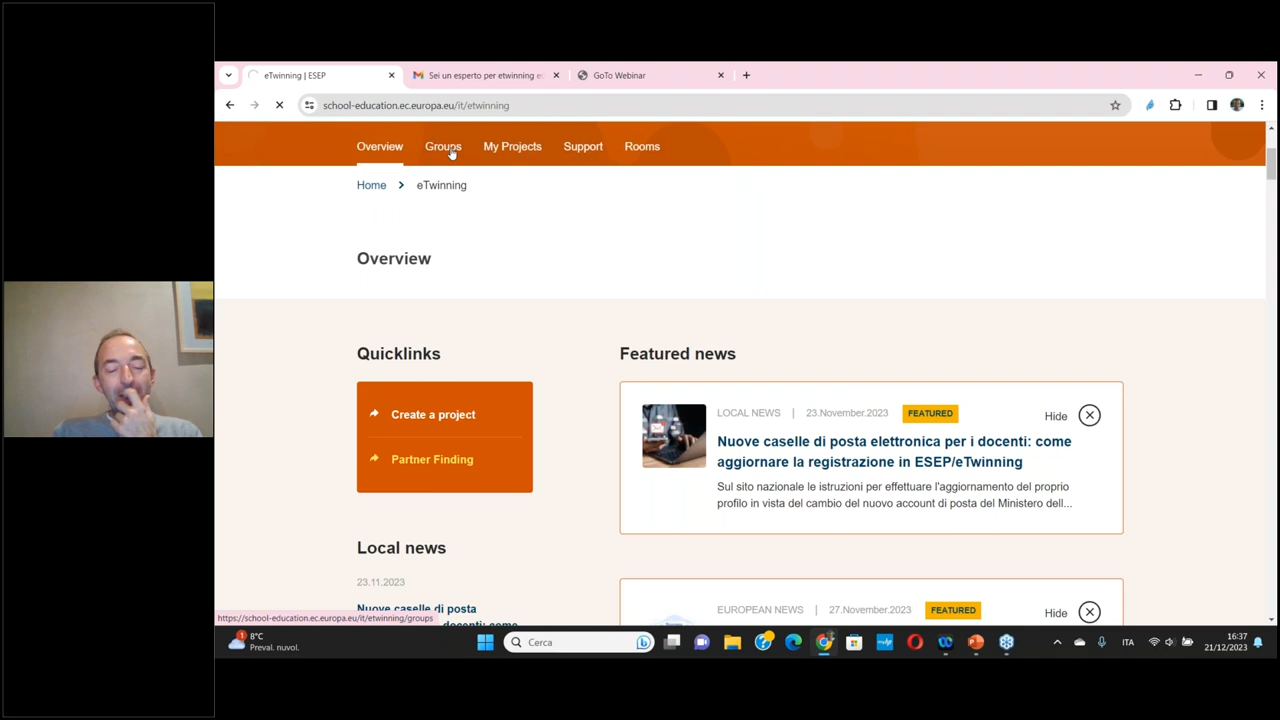 eTwinning | ESEP
Sei un esperto per etwinning e
GoTo Webinar
school-education.ec.europa.eu/it/etwinning
Overview
Groups
My Projects
Support
Rooms
Home
eTwinning
Overview
Quicklinks
Create a project
Partner Finding
Featured news
LOCAL NEWS | 23.November.2023 FEATURED
Hide
Nuove caselle di posta elettronica per i docenti: come
aggiornare la registrazione in ESEP/eTwinning
Sul sito nazionale le istruzioni per effettuare l'aggiornamento del proprio
profilo in vista del cambio del nuovo account di posta del Ministero dell...
Local news
23.11.2023
Nuove caselle di posta
docenti: come
EUROPEAN NEWS | 27.November.2023 FEATURED
Hide
https://school-education.ec.europa.eu/it/etwinning/groups
1
8°C
Preval. nuvol.
Cerca
ITA
16:37
21/12/2023